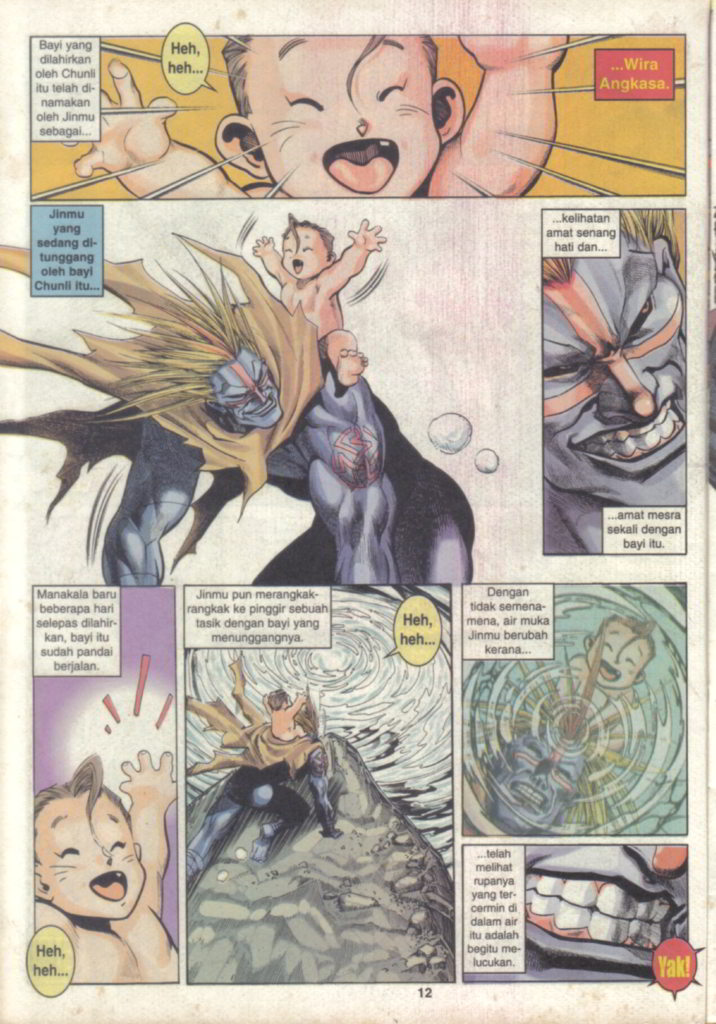 Bayi yang
dilahirkan
oleh Chunli
itu telah di-
namakan
oleh Jinmu
sebagai...
Heh,
heh...
...Wira
Angkasa.
Jinmu
yang
sedang di-
tunggang
oleh bayi
Chunli itu...
...kelihatan
amat senang
hati dan...
...amat mesra
sekali dengan
bayi itu.
Manakala baru
beberapa hari
selepas dilahir-
kan, bayi itu
sudah pandai
berjalan.
Heh,
heh...
Jinmu pun merangkak-
rangkak ke pinggir sebuah
tasik dengan bayi yang
menunggangnya.
Heh,
heh...
Dengan
tidak semena-
mena, air muka
Jinmu berubah
kerana...
...telah
melihat
rupanya
yang ter-
cermin di
dalam air
itu adalah
begitu me-
lucukan.
Yak!
12